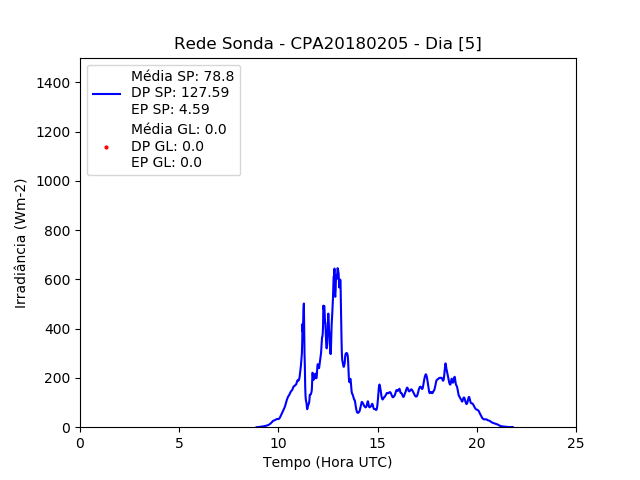 Rede Sonda - CPA20180205 - Dia [5]
Média SP: 78.8
DP SP: 127.59
EP SP: 4.59
Média GL: 0.0
DP GL: 0.0
EP GL: 0.0
1400
1200
1000
800
600
400
200
0
Irradiância (Wm-2)
0 5 10 15 20 25
Tempo (Hora UTC)